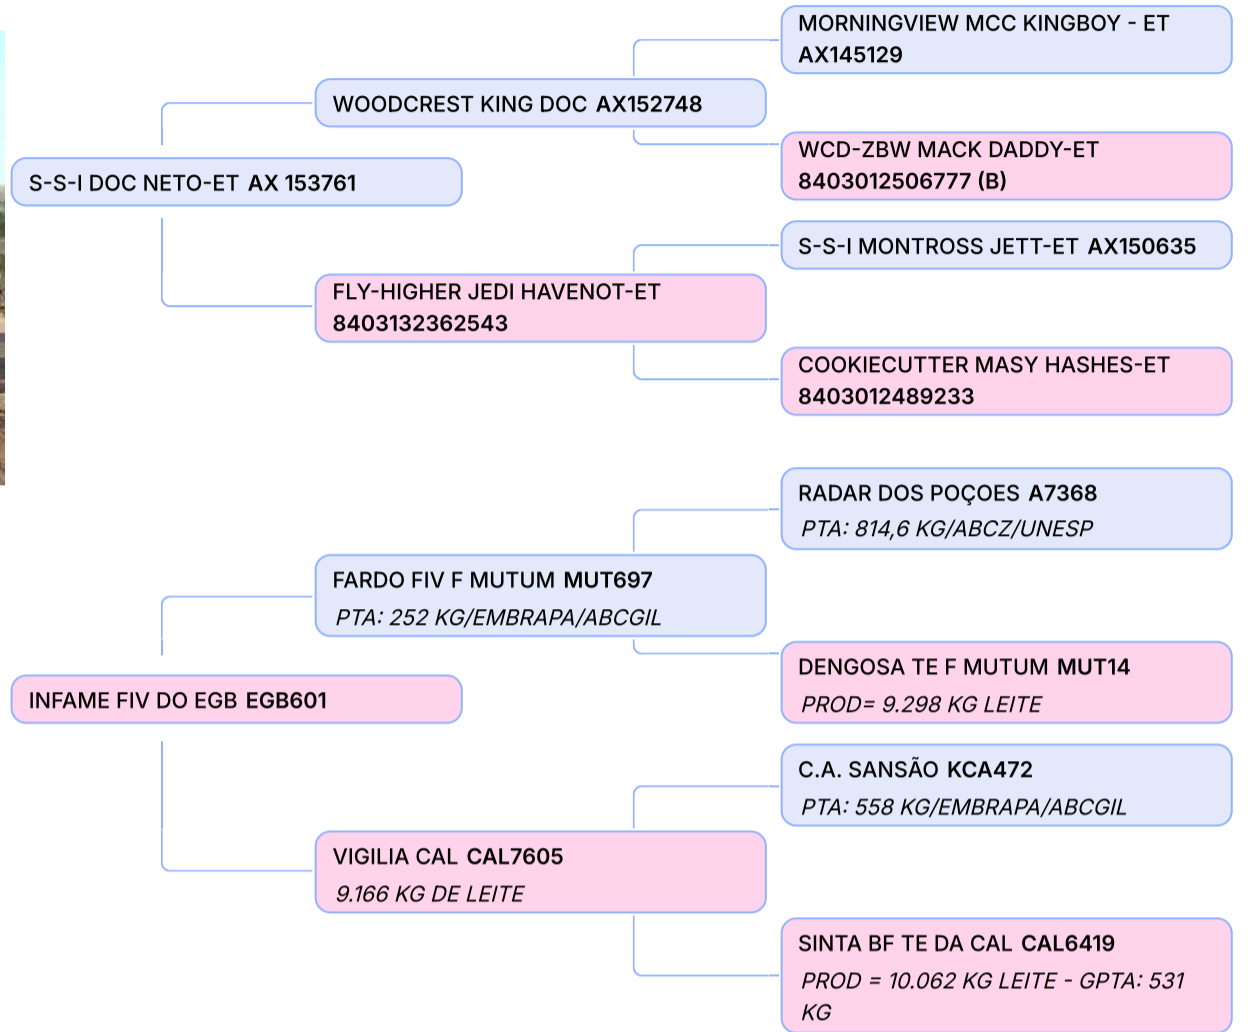 MORNINGVIEW MCC KINGBOY - ET
AX145129
WOODCREST KING DOC AX152748
WCD-ZBW MACK DADDY-ET
8403012506777 (B)
S-S-I DOC NETO-ET AX 153761
S-S-I MONTROSS JETT-ET AX150635
FLY-HIGHER JEDI HAVENOT-ET
8403132362543
COOKIECUTTER MASY HASHES-ET
8403012489233
RADAR DOS POÇOES A7368
PTA: 814,6 KG/ABCZ/UNESP
FARDO FIV F MUTUM MUT697
PTA: 252 KG/EMBRAPA/ABCGIL
DENGOSA TE F MUTUM MUT14
PROD= 9.298 KG LEITE
INFAME FIV DO EGB EGB601
C.A. SANSÃO KCA472
PTA: 558 KG/EMBRAPA/ABCGIL
VIGILIA CAL CAL7605
9.166 KG DE LEITE
SINTA BF TE DA CAL CAL6419
PROD = 10.062 KG LEITE - GPTA: 531
KG